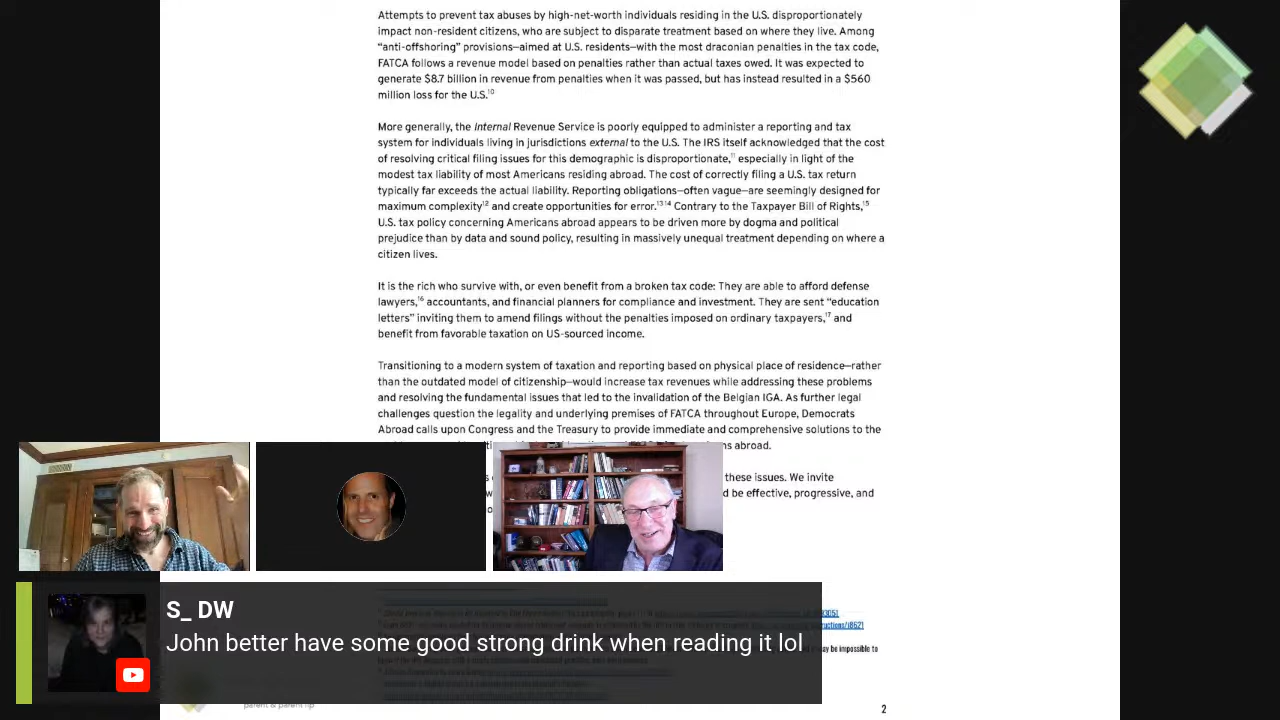 Attempts to prevent tax abuses by high-net-worth individuals residing in the U.S. disproportionately
impact non-resident citizens, who are subject to disparate treatment based on where they live. Among
“anti-offshoring” provisions—aimed at U.S. residents—with the most draconian penalties in the tax code,
FATCA follows a revenue model based on penalties rather than actual taxes owed. It was expected to
generate $8.7 billion in revenue from penalties when it was passed, but has instead resulted in a $560
million loss for the U.S.10
More generally, the Internal Revenue Service is poorly equipped to administer a reporting and tax
system for individuals living in jurisdictions external to the U.S. The IRS itself acknowledged that the cost
of resolving critical filing issues for this demographic is disproportionate,11 especially in light of the
modest tax liability of most Americans residing abroad. The cost of correctly filing a U.S. tax return
typically far exceeds the actual liability. Reporting obligations—often vague—are seemingly designed for
maximum complexity12 and create opportunities for error.13 14 Contrary to the Taxpayer Bill of Rights,15
U.S. tax policy concerning Americans abroad appears to be driven more by dogma and political
prejudice than by data and sound policy, resulting in massively unequal treatment depending on where a
citizen lives.
It is the rich who survive with, or even benefit from a broken tax code: They are able to afford defense
lawyers,16 accountants, and financial planners for compliance and investment. They are sent “education
letters” inviting them to amend filings without the penalties imposed on ordinary taxpayers,17 and
benefit from favorable taxation on US-sourced income.
Transitioning to a modern system of taxation and reporting based on physical place of residence—rather
than the outdated model of citizenship—would increase tax revenues while addressing these problems
and resolving the fundamental issues that led to the invalidation of the Belgian IGA. As further legal
challenges question the legality and underlying premises of FATCA throughout Europe, Democrats
Abroad calls upon Congress and the Treasury to provide immediate and comprehensive solutions to the
abroad.
these issues. We invite
be effective, progressive, and
S_ DW
John better have some good strong drink when reading it lol
may be impossible to
parent & parent llp
2